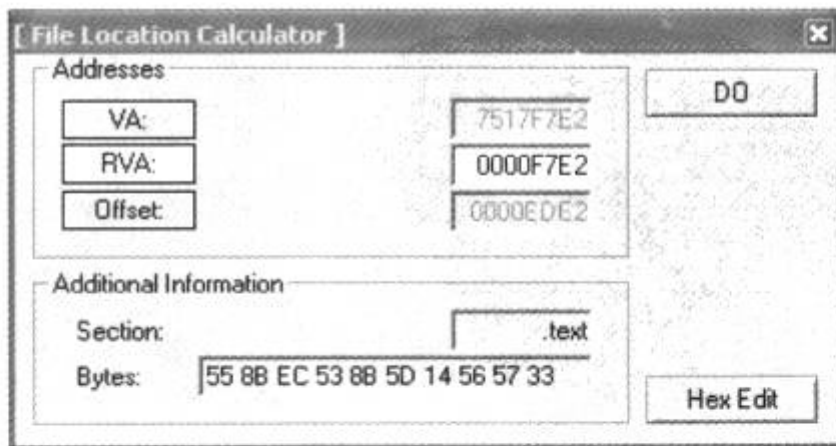 [ File Location Calculator ]
Addresses
DO
VA: 7517F7E2
RVA: 0000F7E2
Offset: 0000EDE2
Additional Information
Section: .text
Bytes: 55 8B EC 53 8B 5D 14 56 57 33
Hex Edit